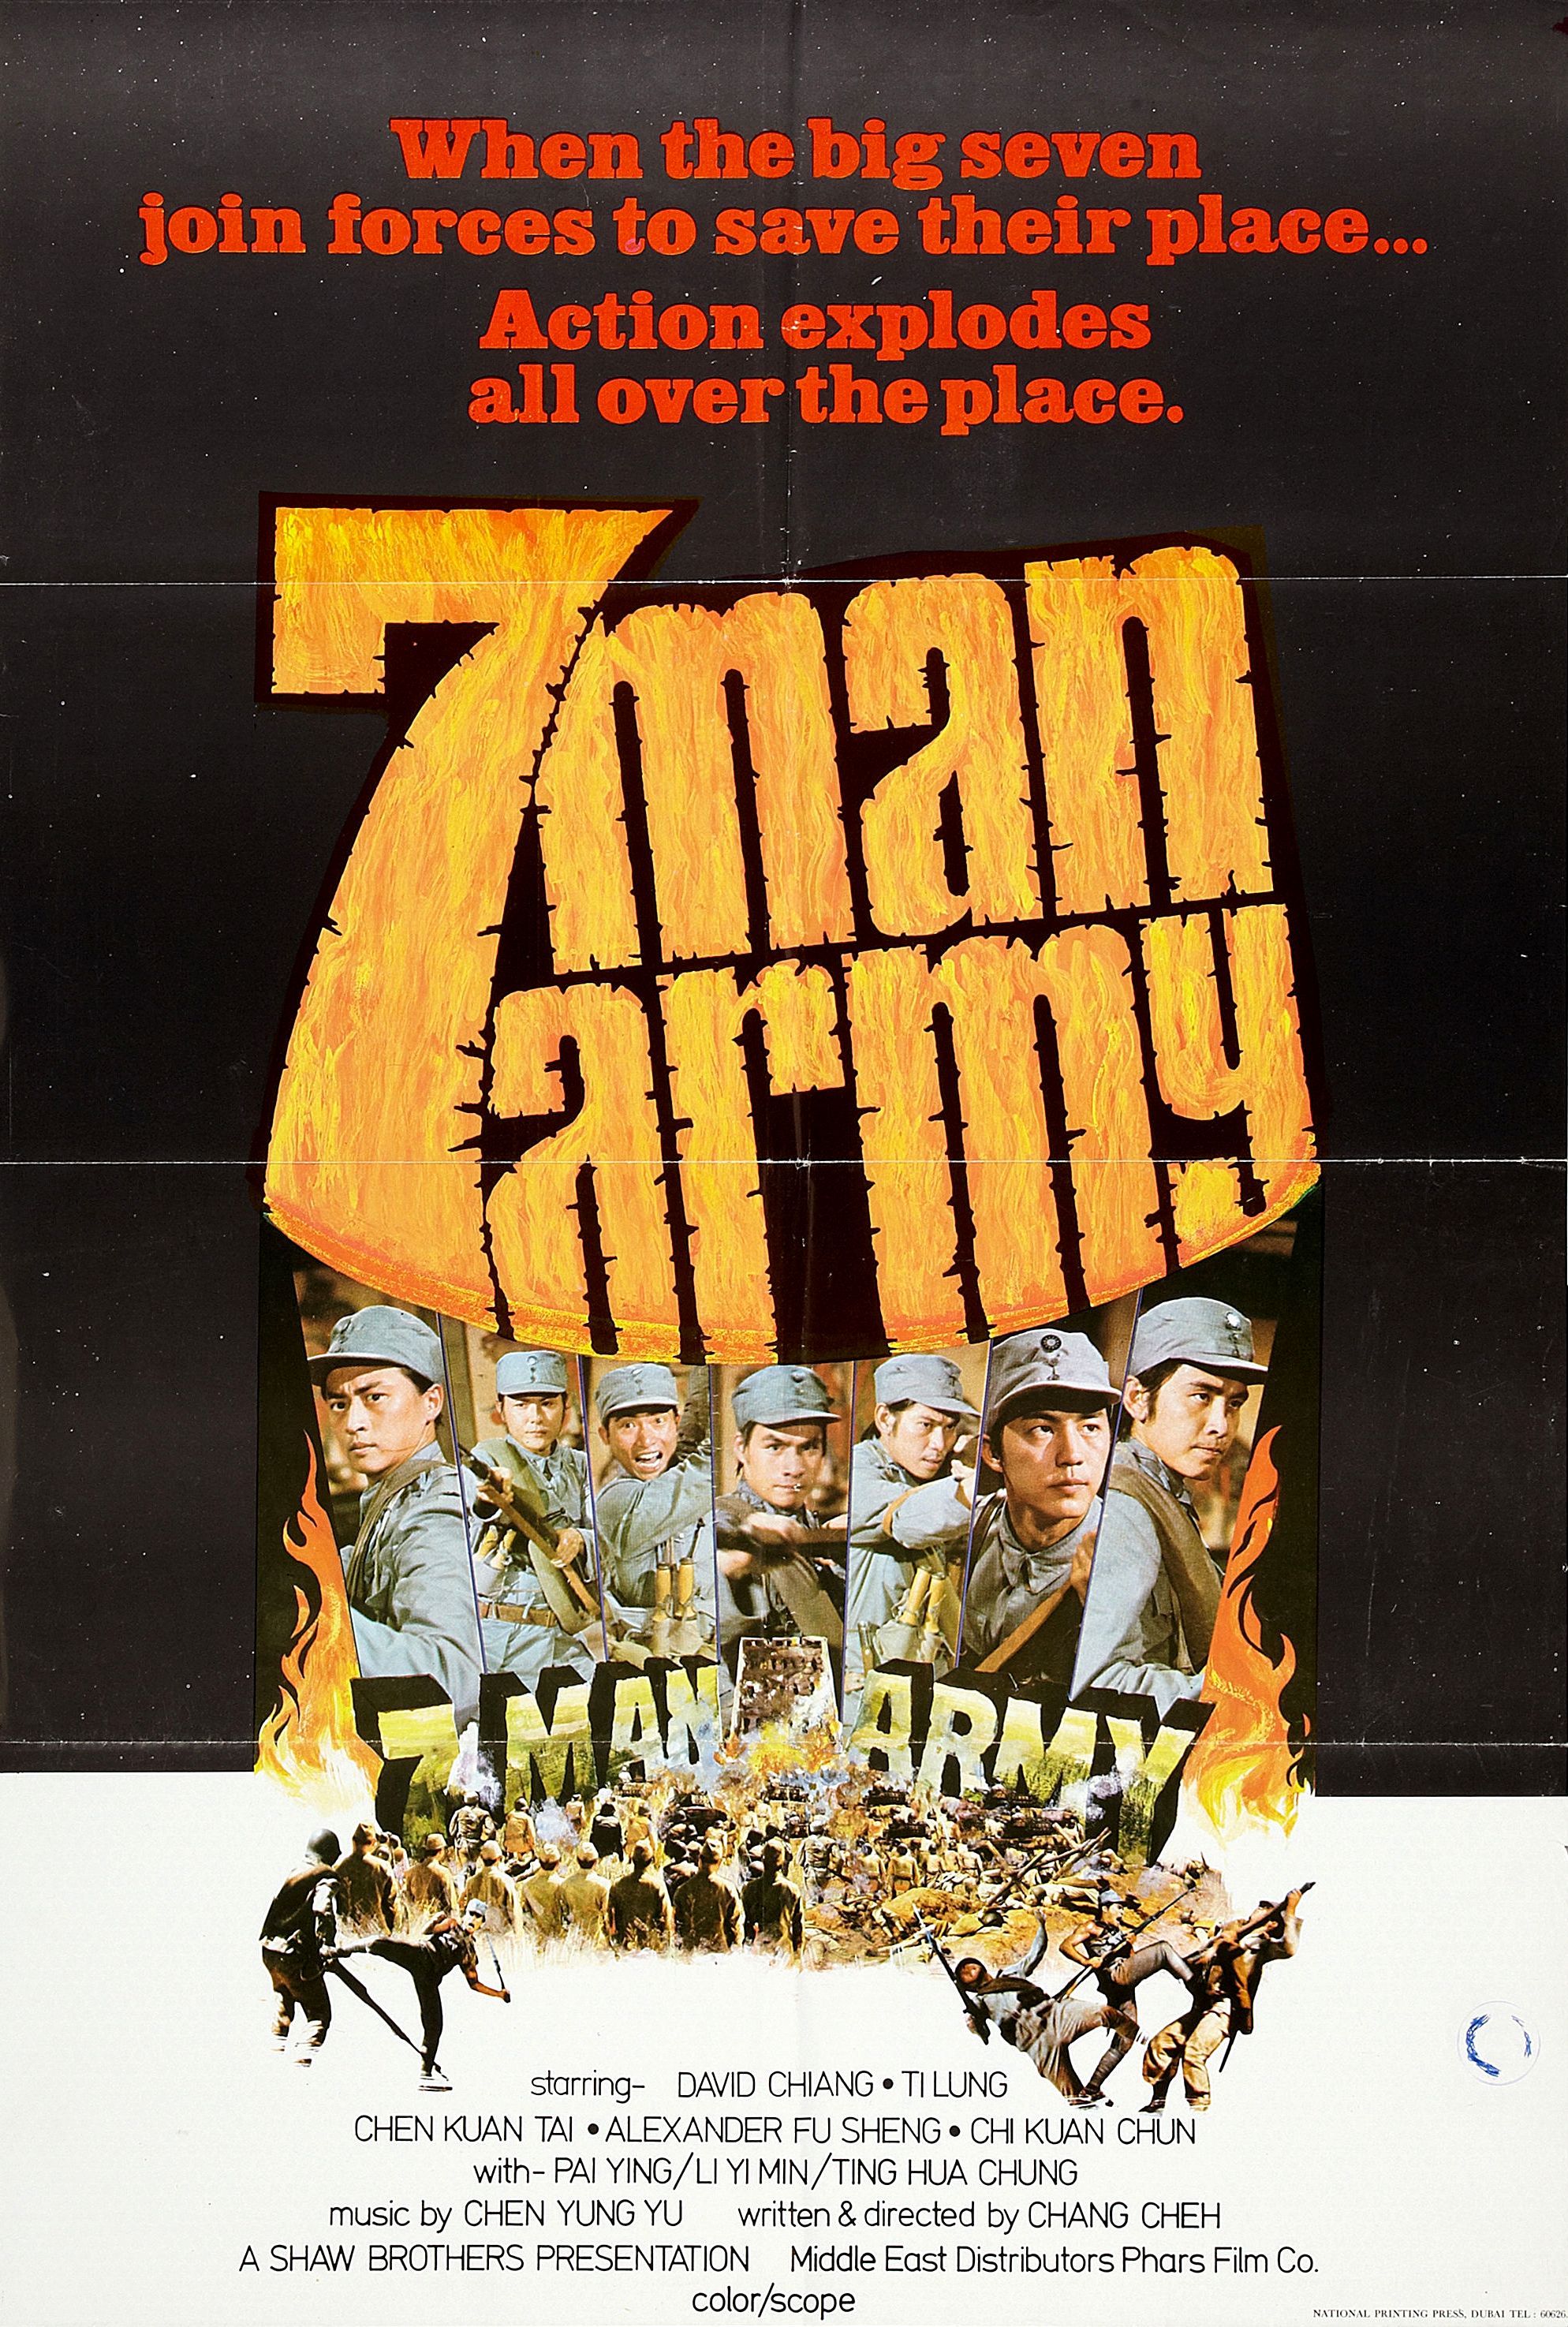 When the big seven
join forces to save their place...
Action explodes
all over the place.
7 man
army
7 MAN ARMY
starring- DAVID CHIANG • TI LUNG
CHEN KUAN TAI • ALEXANDER FU SHENG • CHI KUAN CHUN
with- PAI YING/LI YI MIN/TING HUA CHUNG
music by CHEN YUNG YU written & directed by CHANG CHEH
A SHAW BROTHERS PRESENTATION Middle East Distributors Phars Film Co.
color/scope
NATIONAL PRINTING PRESS, DUBAI TEL : 60626